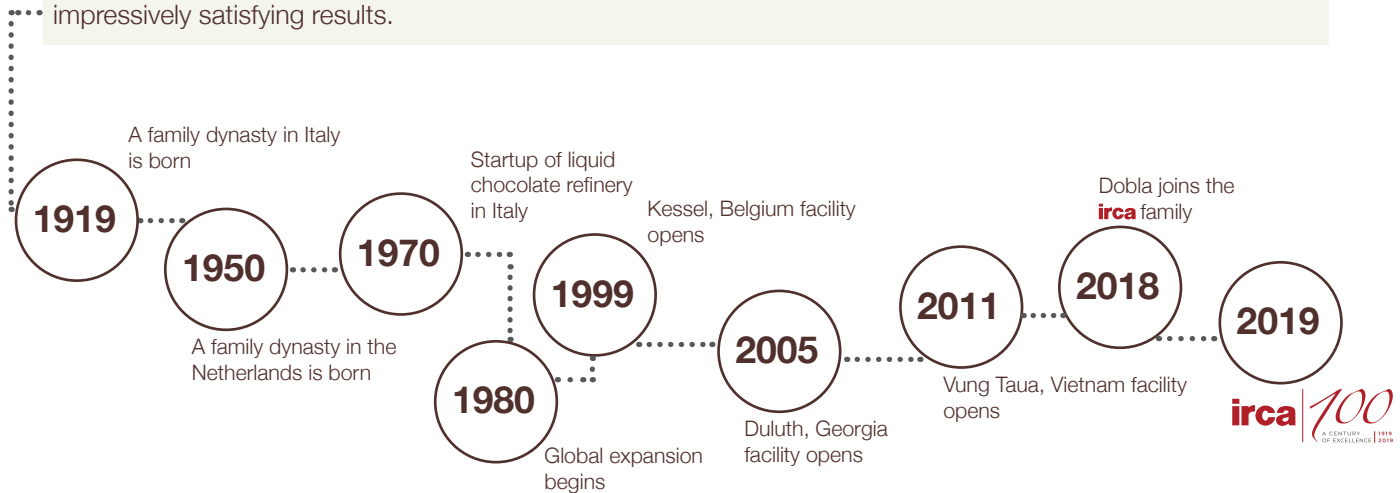 impressively satisfying results.
1919
A family dynasty in Italy
is born
1950
A family dynasty in the
Netherlands is born
1970
Startup of liquid
chocolate refinery
in Italy
1980
Global expansion
begins
1999
Kessel, Belgium facility
opens
2005
Duluth, Georgia
facility opens
2011
Vung Taua, Vietnam facility
opens
2018
Dobla joins the
irca family
2019
irca 100
A CENTURY
OF EXCELLENCE
1919
2019